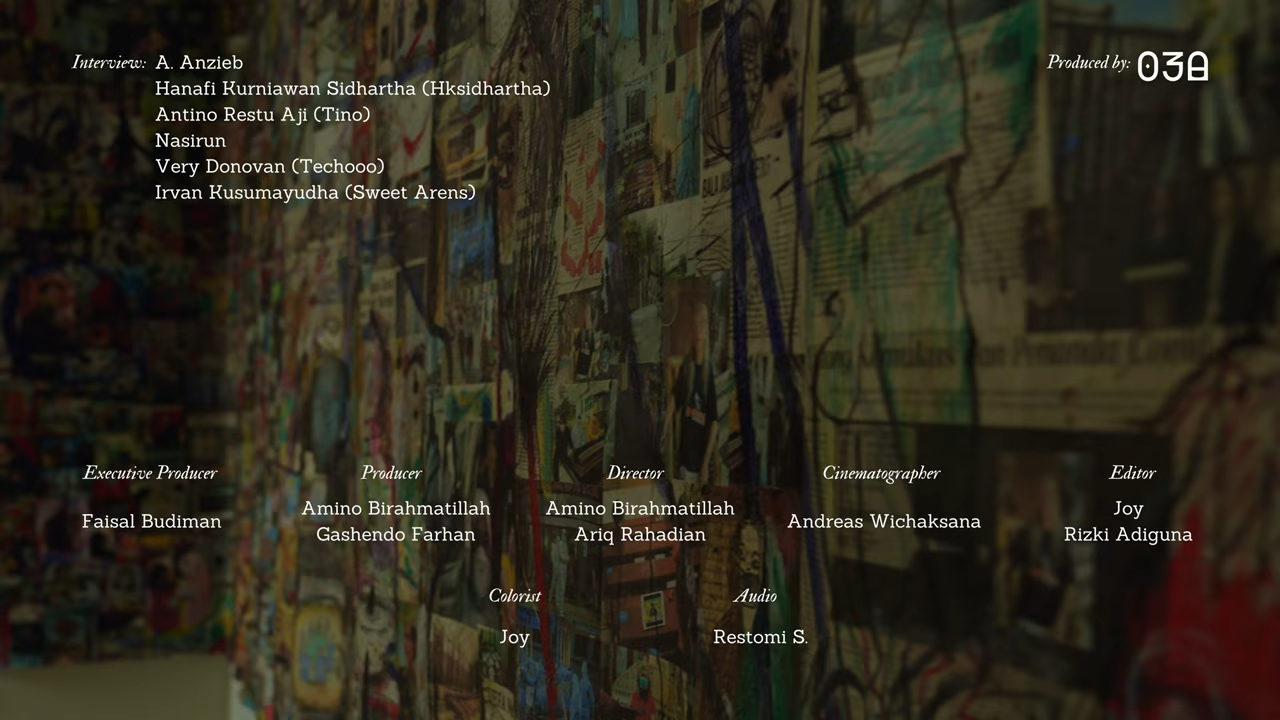 Interview: A. Anzieb
Hanafi Kurniawan Sidhartha (Hksidhartha)
Antino Restu Aji (Tino)
Nasirun
Very Donovan (Techooo)
Irvan Kusumayudha (Sweet Arens)
Produced by: 03A
Executive Producer
Faisal Budiman
Producer
Amino Birahmatillah
Gashendo Farhan
Director
Amino Birahmatillah
Ariq Rahadian
Cinematographer
Andreas Wichaksana
Editor
Joy
Rizki Adiguna
Colorist
Joy
Audio
Restomi S.